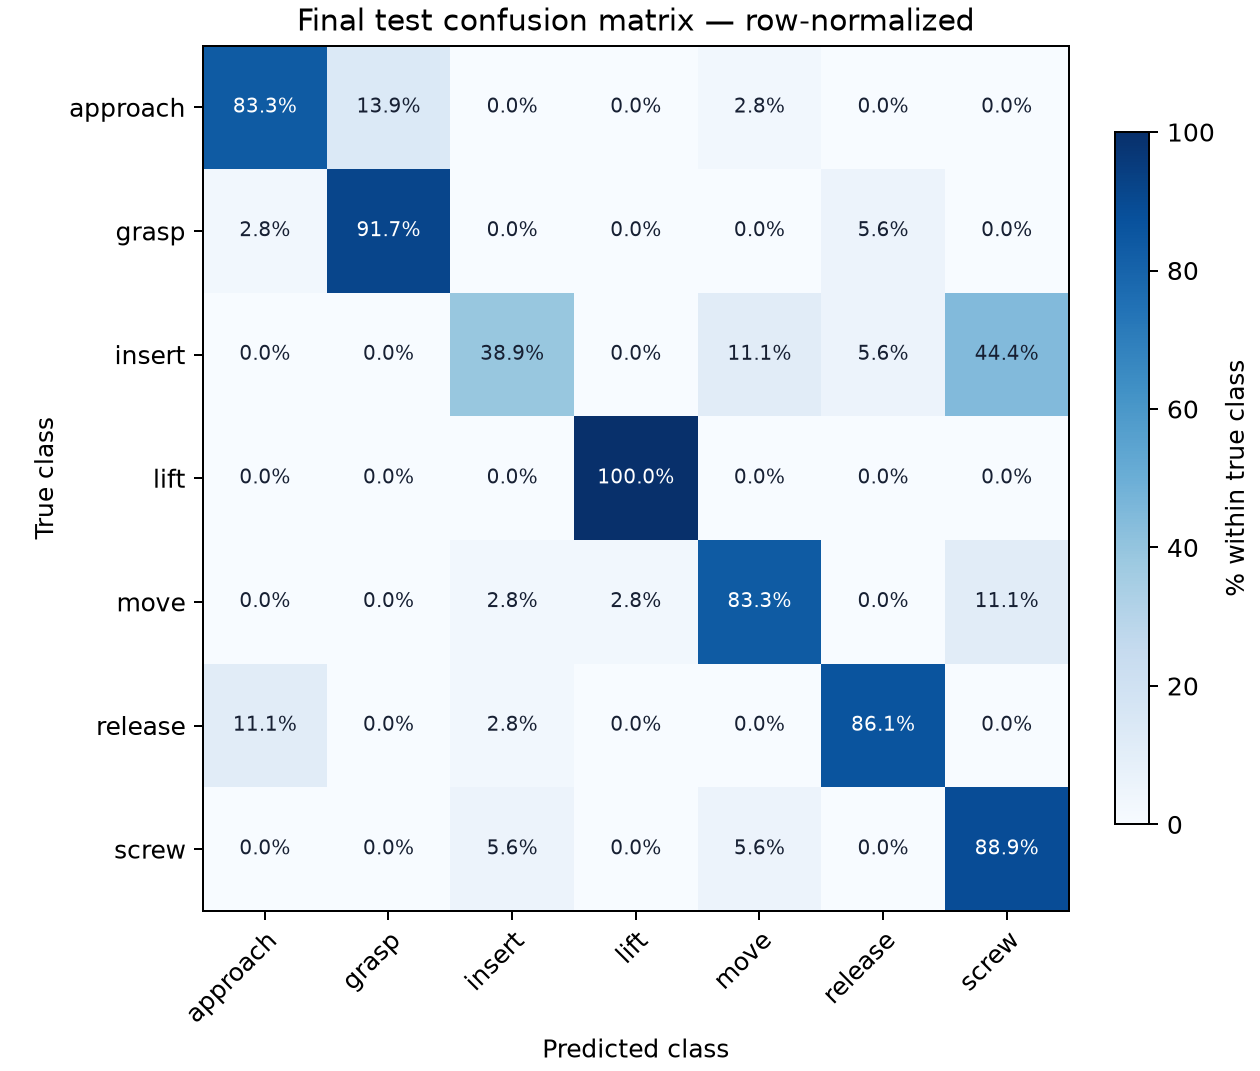 Final test confusion matrix — row-normalized
approach 83.3% 13.9% 0.0% 0.0% 2.8% 0.0% 0.0%
grasp 2.8% 91.7% 0.0% 0.0% 0.0% 5.6% 0.0%
insert 0.0% 0.0% 38.9% 0.0% 11.1% 5.6% 44.4%
lift 0.0% 0.0% 0.0% 100.0% 0.0% 0.0% 0.0%
move 0.0% 0.0% 2.8% 2.8% 83.3% 0.0% 11.1%
release 11.1% 0.0% 2.8% 0.0% 0.0% 86.1% 0.0%
screw 0.0% 0.0% 5.6% 0.0% 5.6% 0.0% 88.9%
approach grasp insert lift move release screw
Predicted class
True class
100
80
60
40
20
0
% within true class